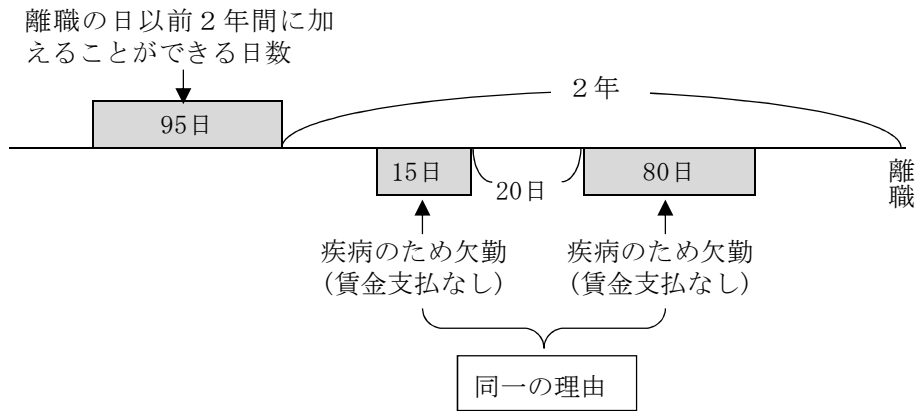 離職の日以前２年間に加
えることができる日数
２年
95日
15日
20日
80日
離職
疾病のため欠勤
（賃金支払なし）
疾病のため欠勤
（賃金支払なし）
同一の理由